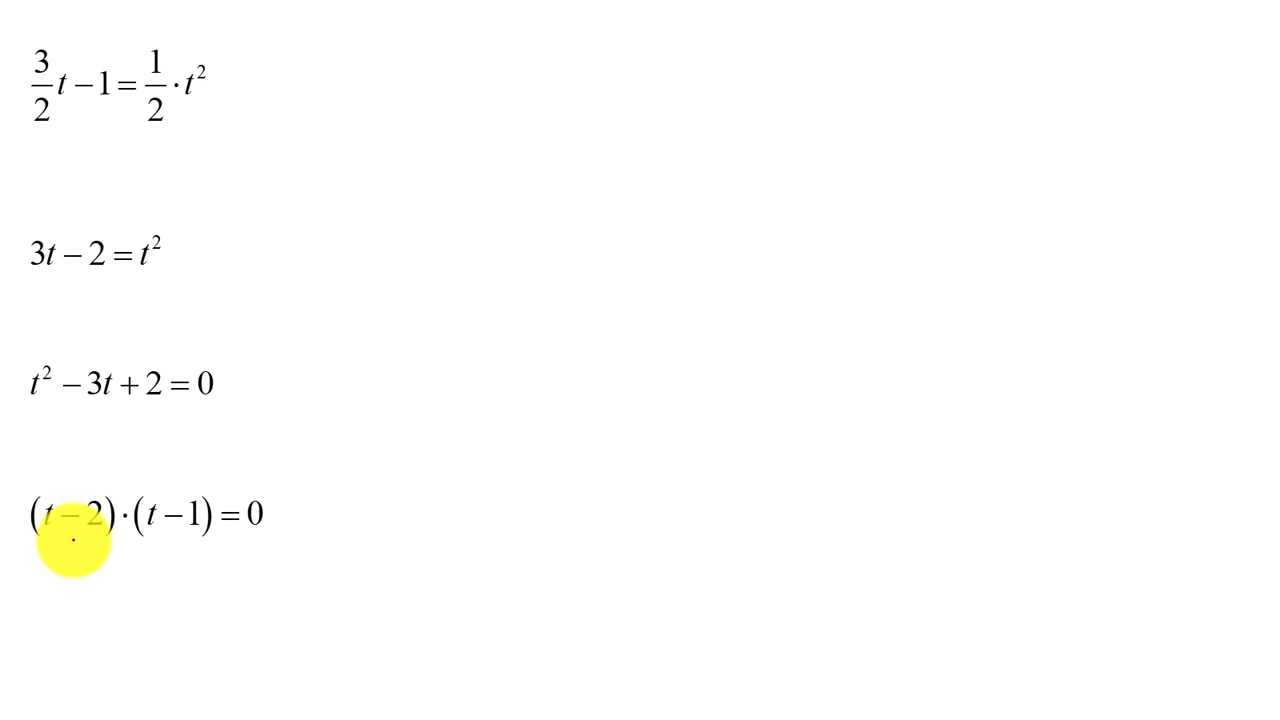 3/2 t − 1 = 1/2 · t²
3t − 2 = t²
t² − 3t + 2 = 0
(t − 2) · (t − 1) = 0